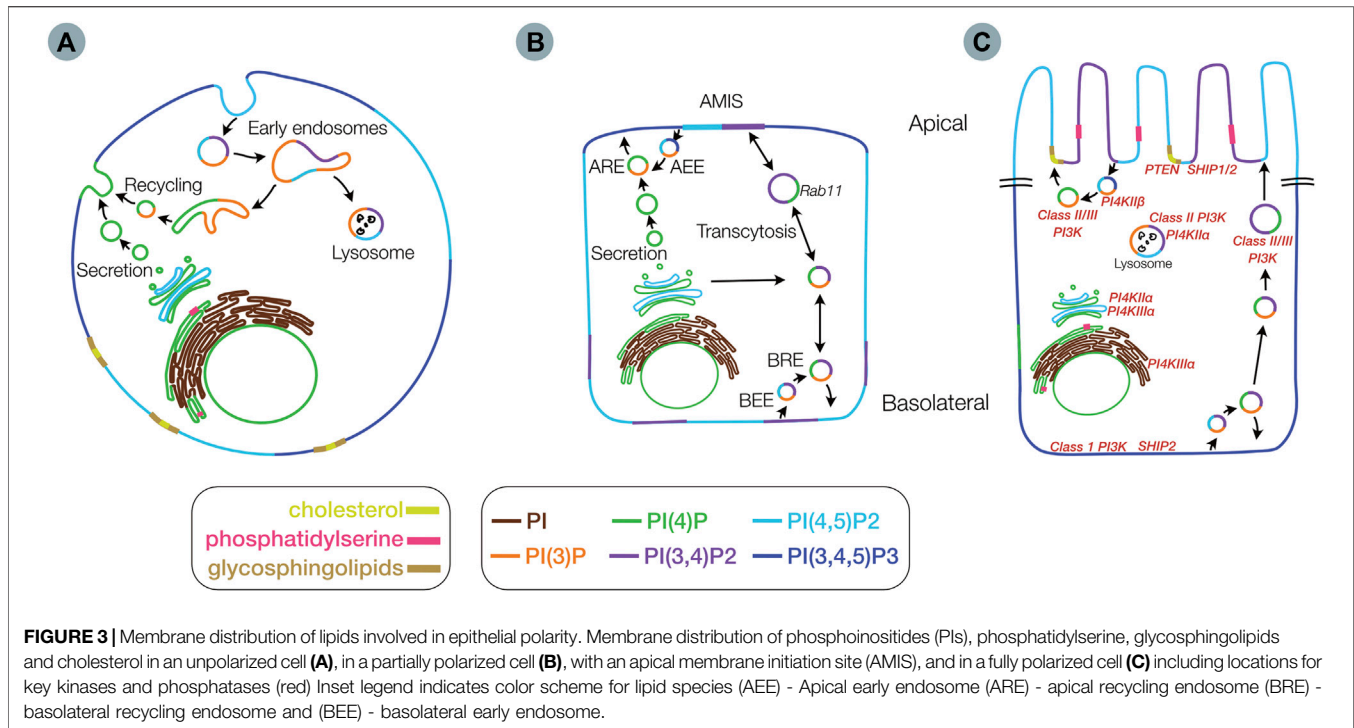 A
B
C
Early endosomes
Recycling
Secretion
Lysosome
AMIS
ARE
AEE
Rab11
Transcytosis
Secretion
BRE
BEE
Apical
Basolateral
PTEN SHIP1/2
PI4KIIβ
Class II/III
PI3K
Class II PI3K
PI4KIIα
Lysosome
Class II/III
PI3K
PI4KIIα
PI4KIIIα
PI4KIIIα
Class 1 PI3K SHIP2
cholesterol
phosphatidylserine
glycosphingolipids
PI
PI(4)P
PI(4,5)P2
PI(3)P
PI(3,4)P2
PI(3,4,5)P3
FIGURE 3 | Membrane distribution of lipids involved in epithelial polarity. Membrane distribution of phosphoinositides (PIs), phosphatidylserine, glycosphingolipids
and cholesterol in an unpolarized cell (A), in a partially polarized cell (B), with an apical membrane initiation site (AMIS), and in a fully polarized cell (C) including locations for
key kinases and phosphatases (red) Inset legend indicates color scheme for lipid species (AEE) - Apical early endosome (ARE) - apical recycling endosome (BRE) -
basolateral recycling endosome and (BEE) - basolateral early endosome.